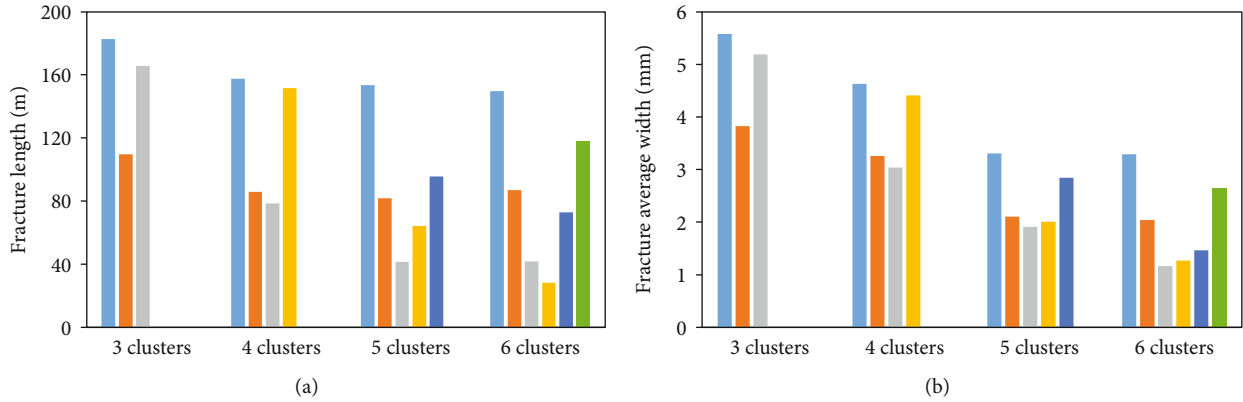 Fracture length (m)
200
160
120
80
40
0
3 clusters
4 clusters
5 clusters
6 clusters
(a)
Fracture average width (mm)
6
5
4
3
2
1
0
3 clusters
4 clusters
5 clusters
6 clusters
(b)